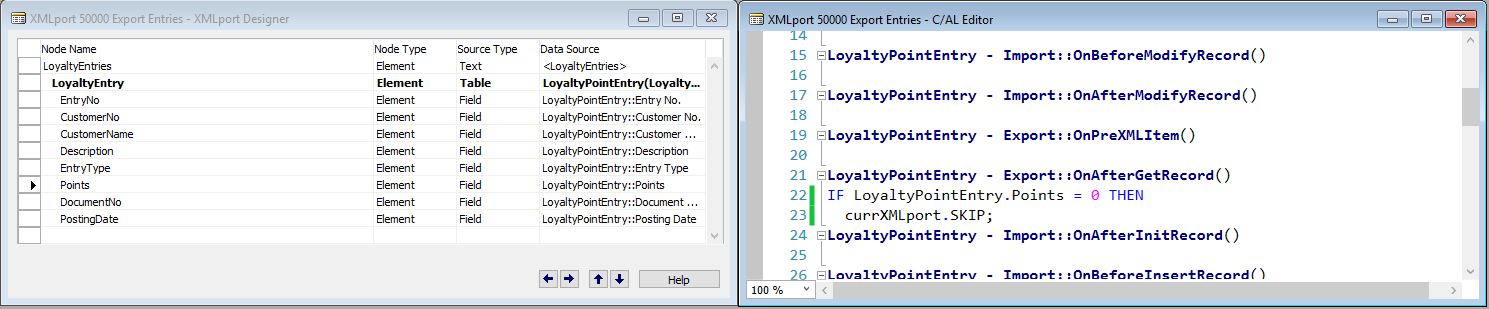 XMLport 50000 Export Entries - XMLport Designer
Node Name Node Type Source Type Data Source
LoyaltyEntries Element Text <LoyaltyEntries>
LoyaltyEntry Element Table LoyaltyPointEntry(Loyalty...
EntryNo Element Field LoyaltyPointEntry::Entry No.
CustomerNo Element Field LoyaltyPointEntry::Customer No.
CustomerName Element Field LoyaltyPointEntry::Customer ...
Description Element Field LoyaltyPointEntry::Description
EntryType Element Field LoyaltyPointEntry::Entry Type
Points Element Field LoyaltyPointEntry::Points
DocumentNo Element Field LoyaltyPointEntry::Document ...
PostingDate Element Field LoyaltyPointEntry::Posting Date
Help
XMLport 50000 Export Entries - C/AL Editor
14
15 LoyaltyPointEntry - Import::OnBeforeModifyRecord()
16
17 LoyaltyPointEntry - Import::OnAfterModifyRecord()
18
19 LoyaltyPointEntry - Export::OnPreXMLItem()
20
21 LoyaltyPointEntry - Export::OnAfterGetRecord()
22 IF LoyaltyPointEntry.Points = 0 THEN
23 currXMLport.SKIP;
24 LoyaltyPointEntry - Import::OnAfterInitRecord()
25
26 LoyaltyPointEntry - Import::OnBeforeInsertRecord()
100 %